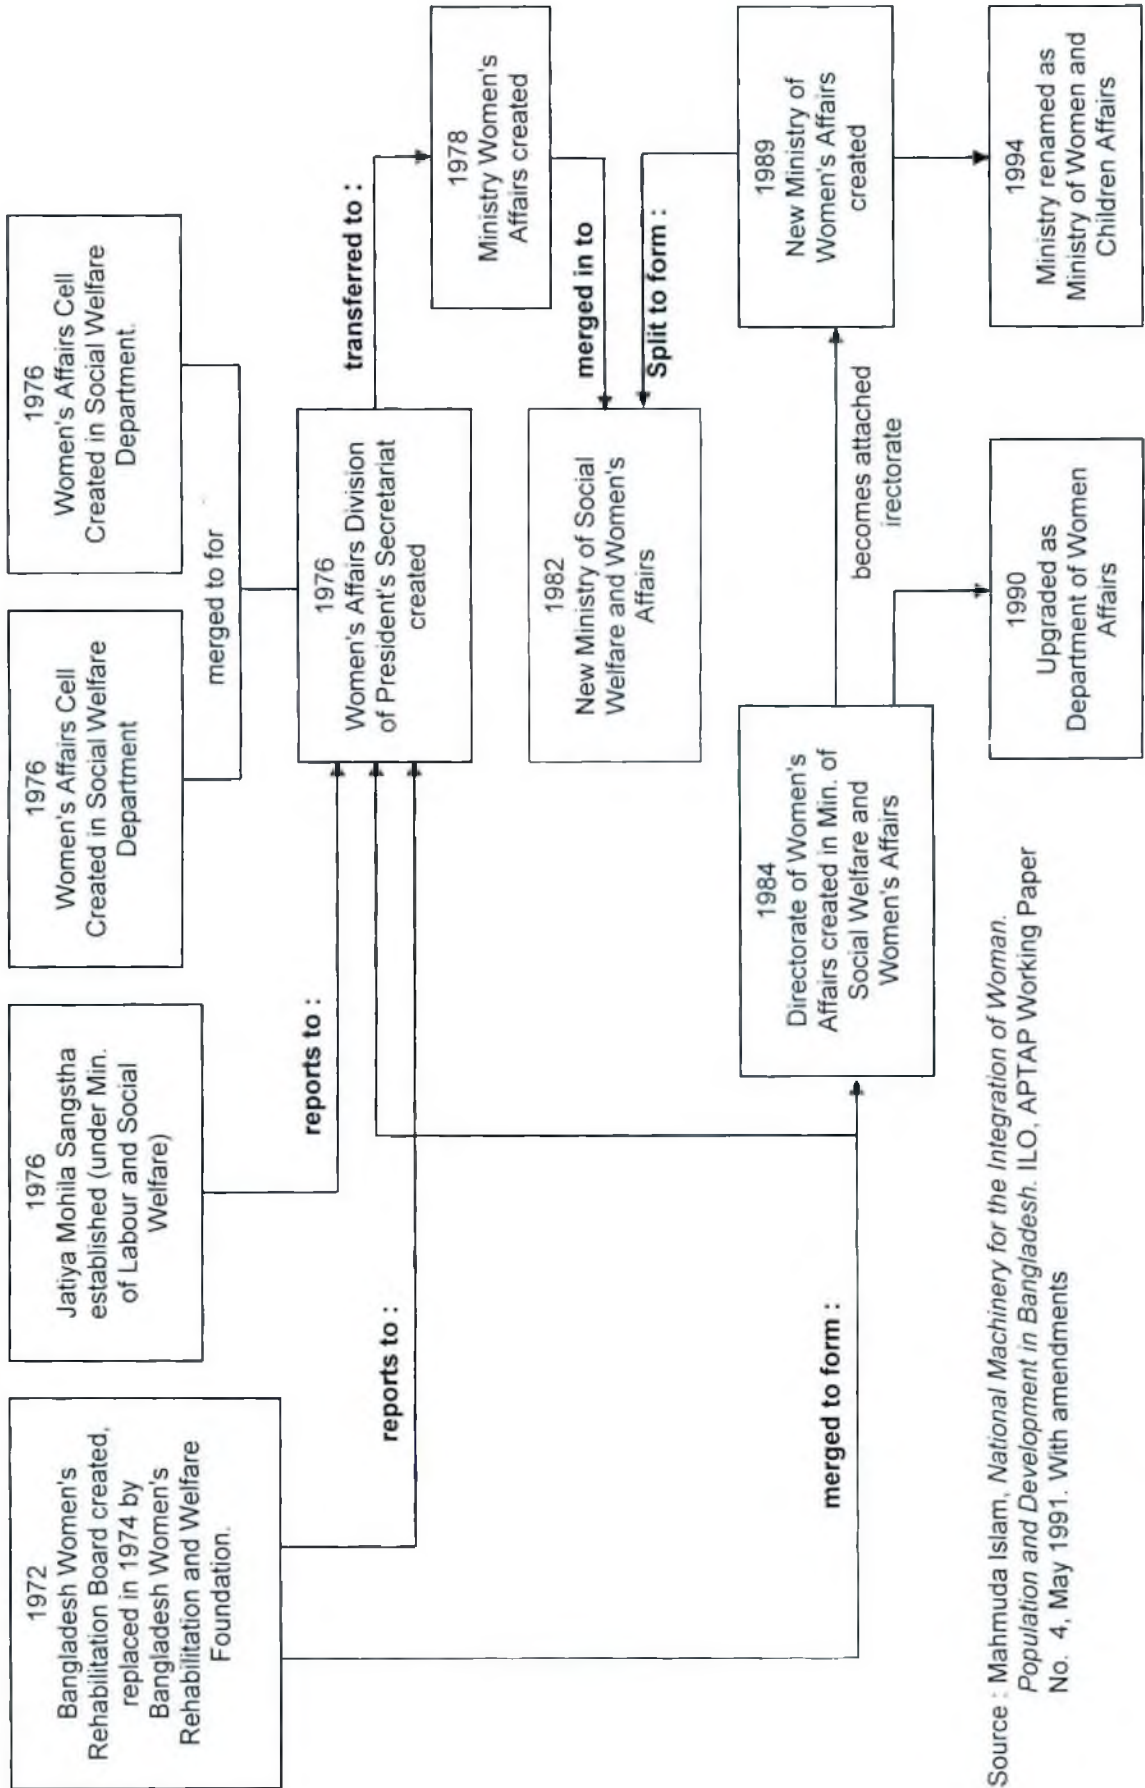 1972
Bangladesh Women's
Rehabilitation Board created,
replaced in 1974 by
Bangladesh Women's
Rehabilitation and Welfare
Foundation.
1976
Jatiya Mohila Sangstha
established (under Min.
of Labour and Social
Welfare)
1976
Women's Affairs Cell
Created in Social Welfare
Department
1976
Women's Affairs Cell
Created in Social Welfare
Department.
merged to for
reports to :
reports to :
1976
Women's Affairs Division
of President's Secretariat
created
transferred to :
1978
Ministry Women's
Affairs created
merged in to
1982
New Ministry of Social
Welfare and Women's
Affairs
Split to form :
merged to form :
1984
Directorate of Women's
Affairs created in Min. of
Social Welfare and
Women's Affairs
becomes attached
irectorate
1989
New Ministry of
Women's Affairs
created
1990
Upgraded as
Department of Women
Affairs
1994
Ministry renamed as
Ministry of Women and
Children Affairs
Source : Mahmuda Islam, National Machinery for the Integration of Woman.
Population and Development in Bangladesh. ILO, APTAP Working Paper
No. 4, May 1991. With amendments